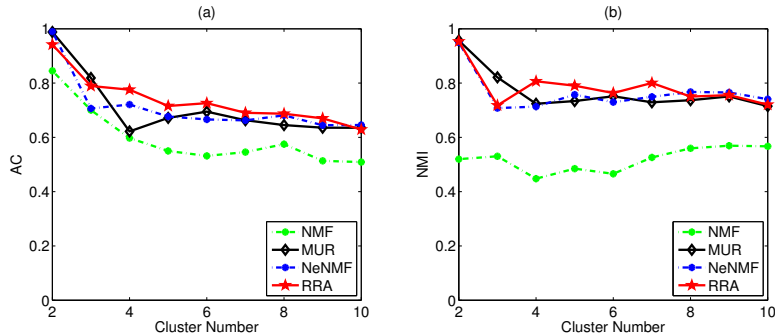 (a)
1
0.8
0.6
0.4
0.2
0
AC
2
4
6
8
10
Cluster Number
NMF
MUR
NeNMF
RRA
(b)
1
0.8
0.6
0.4
0.2
0
NMI
2
4
6
8
10
Cluster Number
NMF
MUR
NeNMF
RRA